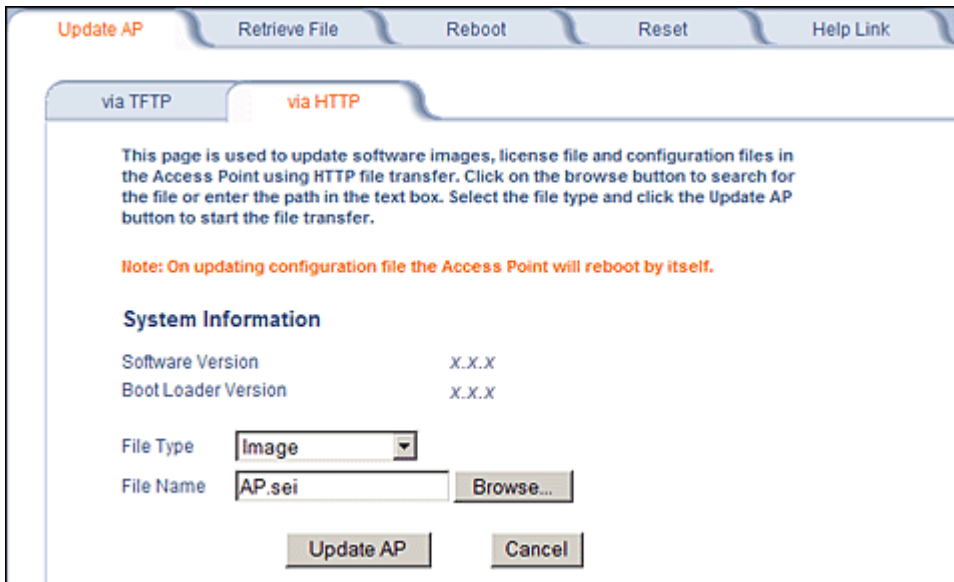 Update AP Retrieve File Reboot Reset Help Link
via TFTP via HTTP
This page is used to update software images, license file and configuration files in
the Access Point using HTTP file transfer. Click on the browse button to search for
the file or enter the path in the text box. Select the file type and click the Update AP
button to start the file transfer.
Note: On updating configuration file the Access Point will reboot by itself.
System Information
Software Version X.X.X
Boot Loader Version X.X.X
File Type Image
File Name AP.sei Browse...
Update AP Cancel